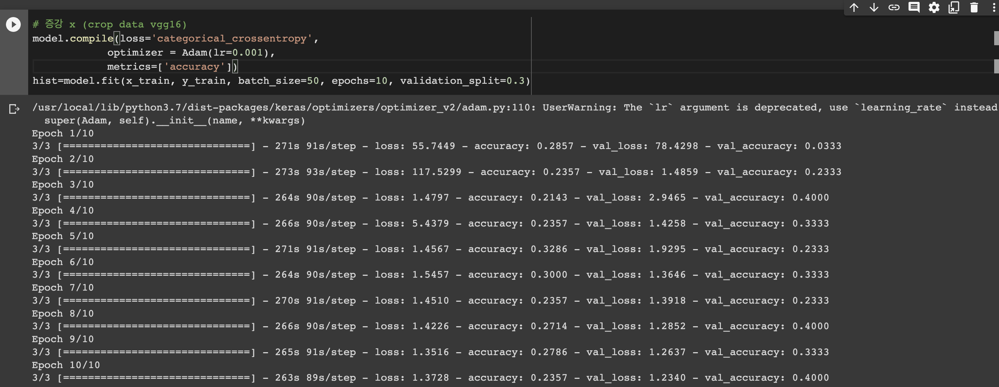 # 증강 x (crop data vgg16)
model.compile(loss='categorical_crossentropy',
            optimizer = Adam(lr=0.001),
            metrics=['accuracy'])
hist=model.fit(x_train, y_train, batch_size=50, epochs=10, validation_split=0.3)
/usr/local/lib/python3.7/dist-packages/keras/optimizers/optimizer_v2/adam.py:110: UserWarning: The `lr` argument is deprecated, use `learning_rate` instead
  super(Adam, self).__init__(name, **kwargs)
Epoch 1/10
3/3 [==============================] - 271s 91s/step - loss: 55.7449 - accuracy: 0.2857 - val_loss: 78.4298 - val_accuracy: 0.0333
Epoch 2/10
3/3 [==============================] - 273s 93s/step - loss: 117.5299 - accuracy: 0.2357 - val_loss: 1.4859 - val_accuracy: 0.2333
Epoch 3/10
3/3 [==============================] - 264s 90s/step - loss: 1.4797 - accuracy: 0.2143 - val_loss: 2.9465 - val_accuracy: 0.4000
Epoch 4/10
3/3 [==============================] - 266s 90s/step - loss: 5.4379 - accuracy: 0.2357 - val_loss: 1.4258 - val_accuracy: 0.3333
Epoch 5/10
3/3 [==============================] - 271s 91s/step - loss: 1.4567 - accuracy: 0.3286 - val_loss: 1.9295 - val_accuracy: 0.2333
Epoch 6/10
3/3 [==============================] - 264s 90s/step - loss: 1.5457 - accuracy: 0.3000 - val_loss: 1.3646 - val_accuracy: 0.3333
Epoch 7/10
3/3 [==============================] - 270s 91s/step - loss: 1.4510 - accuracy: 0.2357 - val_loss: 1.3918 - val_accuracy: 0.2333
Epoch 8/10
3/3 [==============================] - 266s 90s/step - loss: 1.4226 - accuracy: 0.2714 - val_loss: 1.2852 - val_accuracy: 0.4000
Epoch 9/10
3/3 [==============================] - 265s 91s/step - loss: 1.3516 - accuracy: 0.2786 - val_loss: 1.2637 - val_accuracy: 0.3333
Epoch 10/10
3/3 [==============================] - 263s 89s/step - loss: 1.3728 - accuracy: 0.2357 - val_loss: 1.2340 - val_accuracy: 0.4000